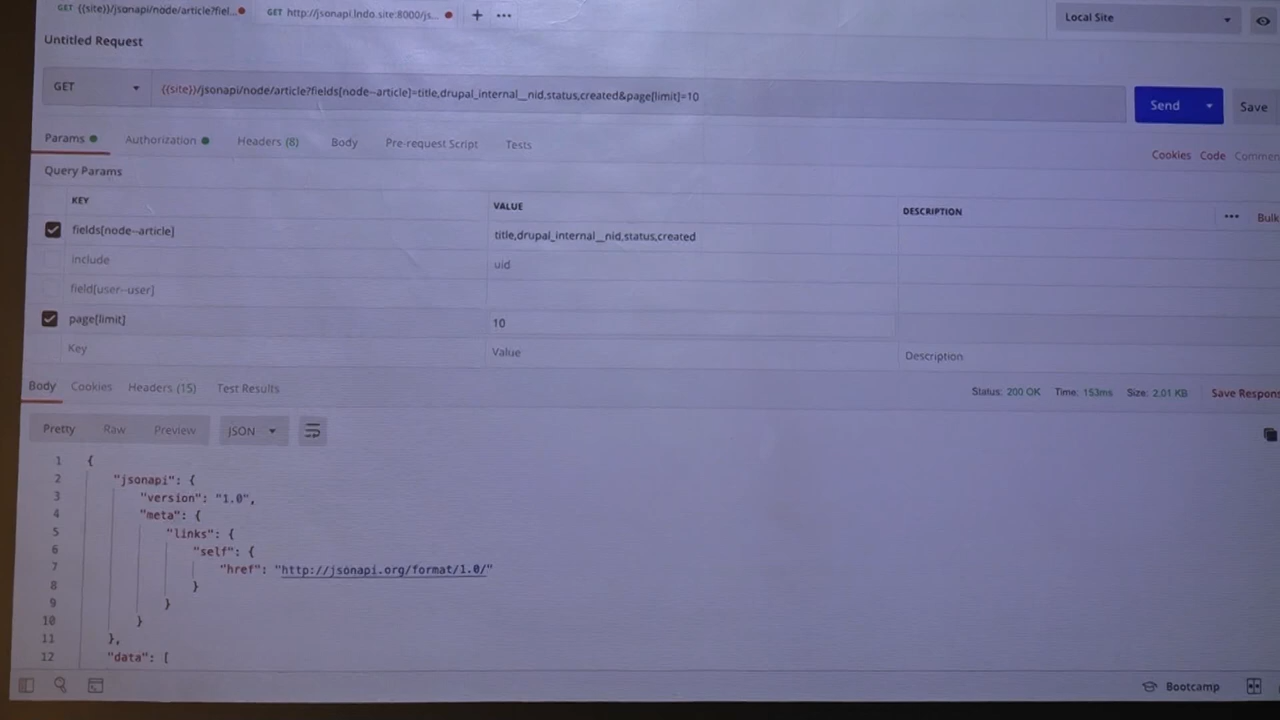 GET {{site}}/jsonapi/node/article?fiel... GET http://jsonapi.lndo.site:8000/js... + ...
Local Site
Untitled Request
GET {{site}}/jsonapi/node/article?fields[node--article]=title,drupal_internal__nid,status,created&page[limit]=10 Send Save
Params Authorization Headers (8) Body Pre-request Script Tests Cookies Code Commen
Query Params
KEY VALUE DESCRIPTION ... Bulk
fields[node--article] title,drupal_internal__nid,status,created
include uid
field[user--user]
page[limit] 10
Key Value Description
Body Cookies Headers (15) Test Results Status: 200 OK Time: 153ms Size: 2.01 KB Save Respons
Pretty Raw Preview JSON
1 {
2 "jsonapi": {
3 "version": "1.0",
4 "meta": {
5 "links": {
6 "self": {
7 "href": "http://jsonapi.org/format/1.0/"
8 }
9 }
10 }
11 },
12 "data": [
Bootcamp